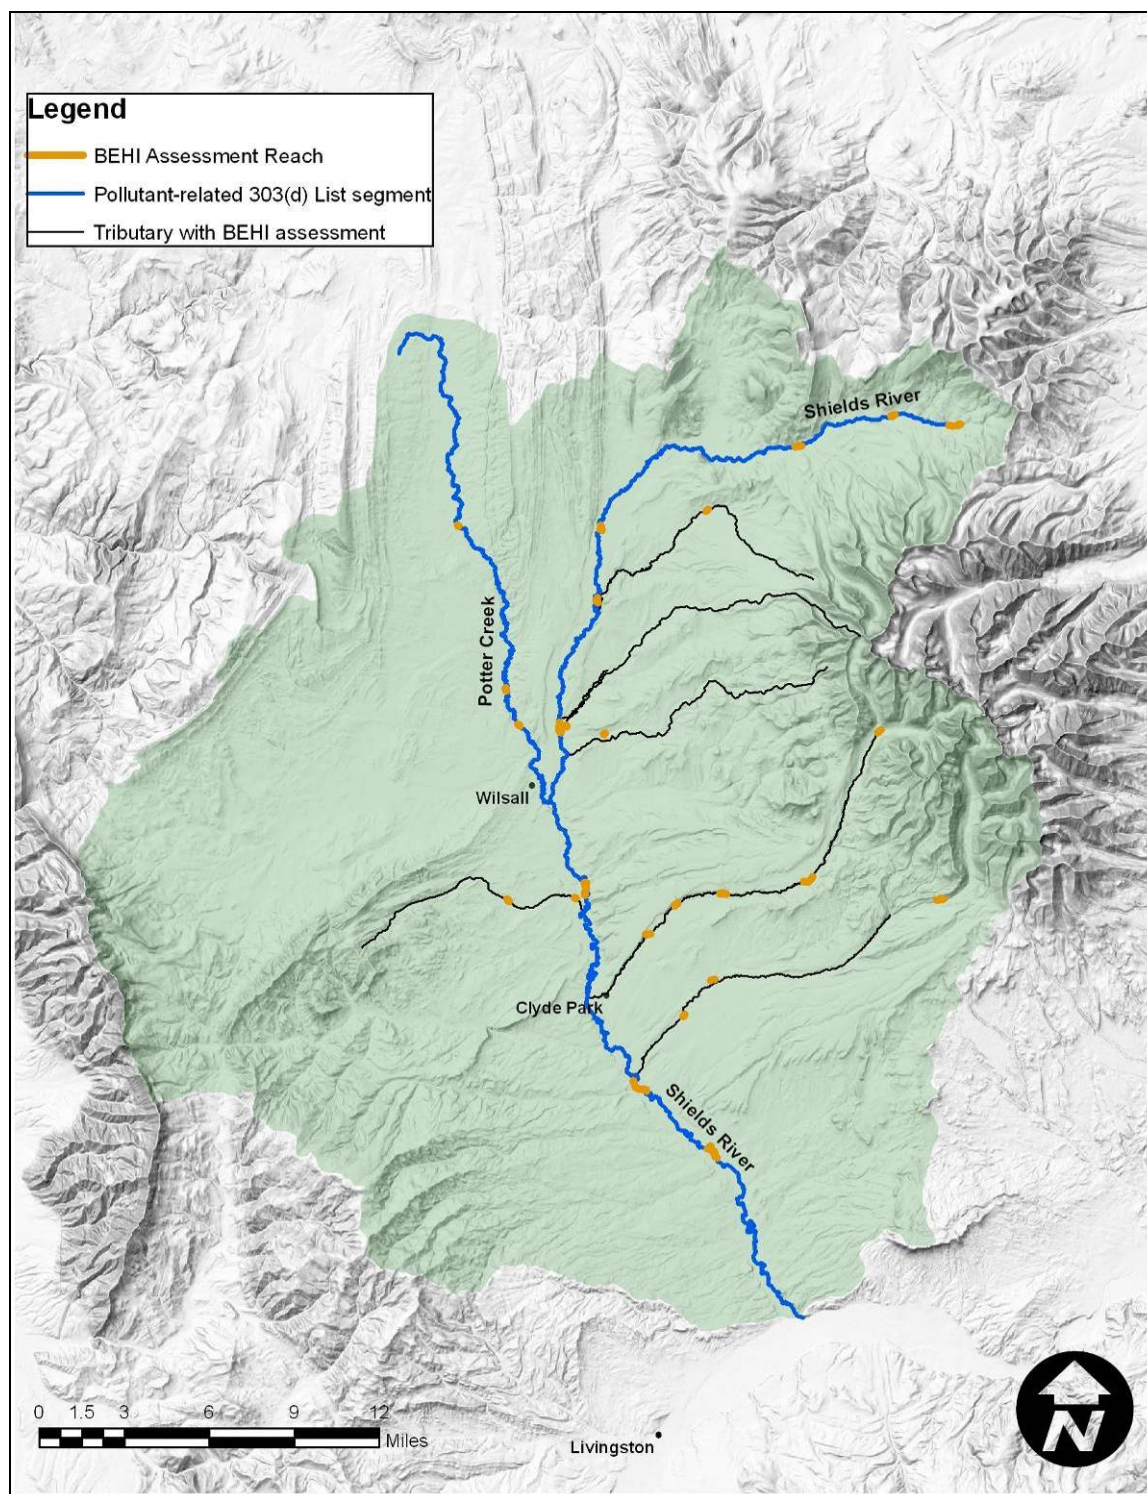 Legend
BEHI Assessment Reach
Pollutant-related 303(d) List segment
Tributary with BEHI assessment
Shields River
Potter Creek
Wilsall
Clyde Park
Shields River
0 1.5 3 6 9 12
Miles
Livingston
N